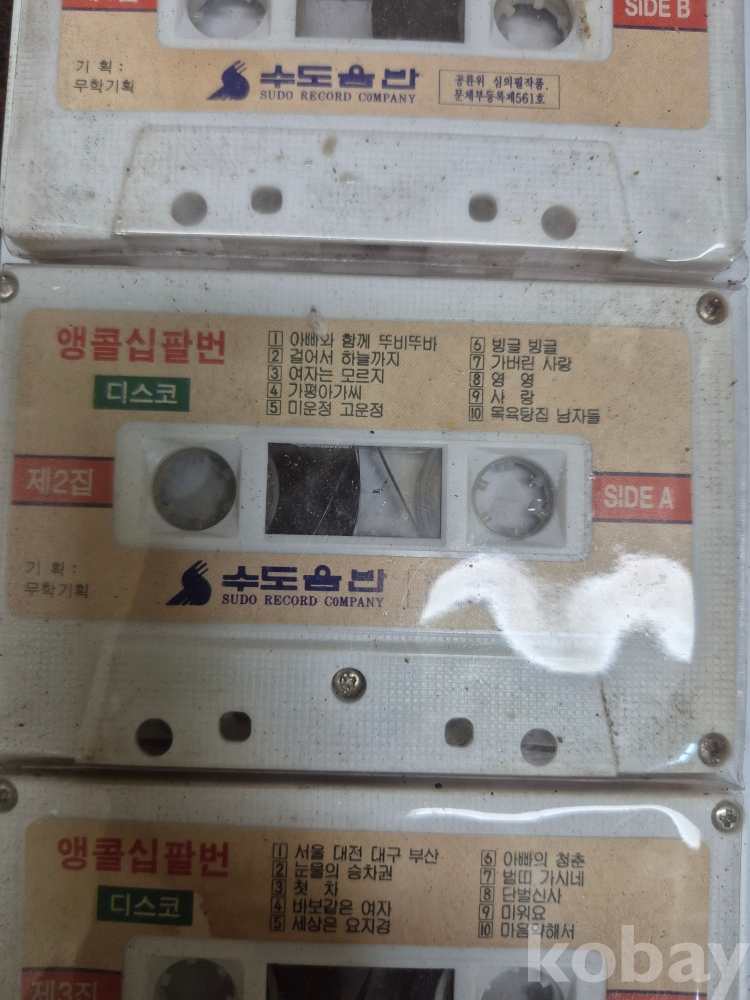 SIDE B
기 획 :
무학기획
수도음반
SUDO RECORD COMPANY
공륜위 심의필작품
문체부등록제561호
앵콜십팔번
디스코
1 아빠와 함께 뚜비뚜바
2 걸어서 하늘까지
3 여자는 모르지
4 가평아가씨
5 미운정 고운정
6 빙글 빙글
7 가버린 사랑
8 영 영
9 사 랑
10 목욕탕집 남자들
제2집
SIDE A
기 획 :
무학기획
수도음반
SUDO RECORD COMPANY
앵콜십팔번
디스코
1 서울 대전 대구 부산
2 눈물의 승차권
3 첫 차
4 바보같은 여자
5 세상은 요지경
6 아빠의 청춘
7 범띠 가시네
8 단벌신사
9 미워요
10 마음약해서
제3집
kobay